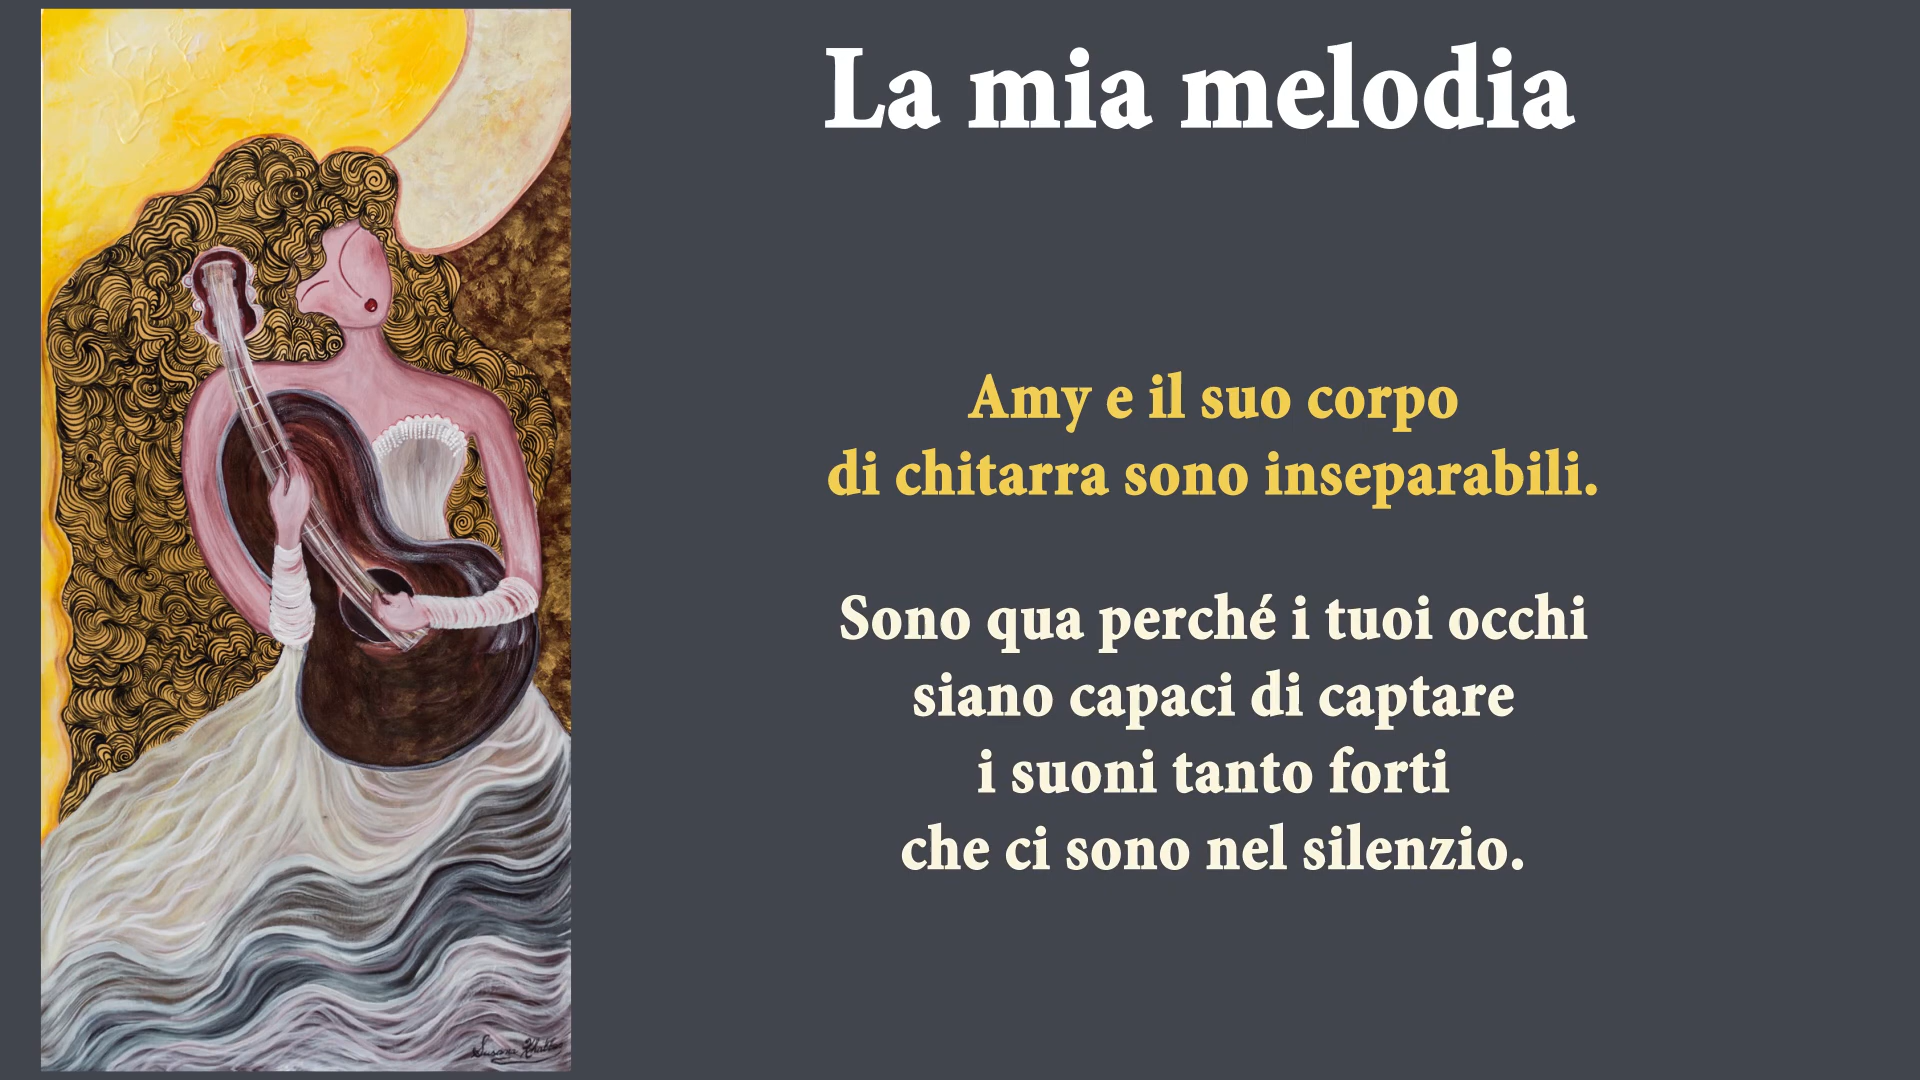 La mia melodia
Amy e il suo corpo
di chitarra sono inseparabili.
Sono qua perché i tuoi occhi
siano capaci di captare
i suoni tanto forti
che ci sono nel silenzio.
Susana